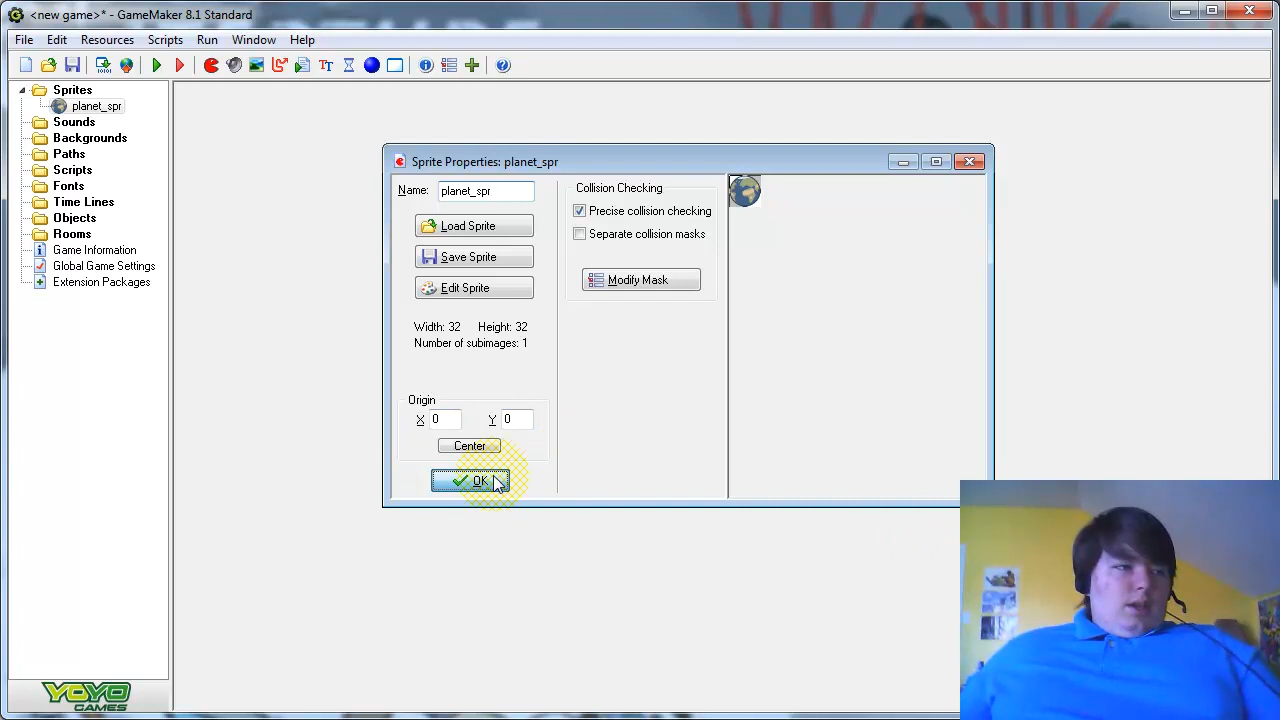 <new game>* - GameMaker 8.1 Standard
File Edit Resources Scripts Run Window Help
Sprites
planet_spr
Sounds
Backgrounds
Paths
Scripts
Fonts
Time Lines
Objects
Rooms
Game Information
Global Game Settings
Extension Packages
YOYO
GAMES
Sprite Properties: planet_spr
Name: planet_spr
Load Sprite
Save Sprite
Edit Sprite
Width: 32 Height: 32
Number of subimages: 1
Origin
X 0 Y 0
Center
OK
Collision Checking
Precise collision checking
Separate collision masks
Modify Mask